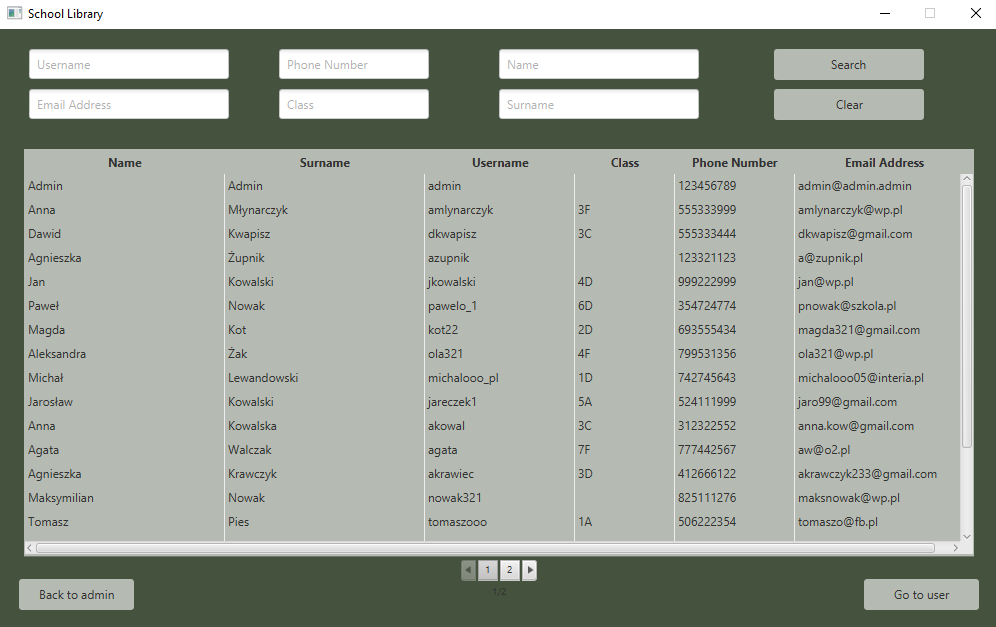 School Library
Username Phone Number Name Search
Email Address Class Surname Clear
Name Surname Username Class Phone Number Email Address
Admin Admin admin 123456789 admin@admin.admin
Anna Młynarczyk amlynarczyk 3F 555333999 amlynarczyk@wp.pl
Dawid Kwapisz dkwapisz 3C 555333444 dkwapisz@gmail.com
Agnieszka Żupnik azupnik 123321123 a@zupnik.pl
Jan Kowalski jkowalski 4D 999222999 jan@wp.pl
Paweł Nowak pawelo_1 6D 354724774 pnowak@szkola.pl
Magda Kot kot22 2D 693555434 magda321@gmail.com
Aleksandra Żak ola321 4F 799531356 ola321@wp.pl
Michał Lewandowski michalooo_pl 1D 742745643 michalooo05@interia.pl
Jarosław Kowalski jareczek1 5A 524111999 jaro99@gmail.com
Anna Kowalska akowal 3C 312322552 anna.kow@gmail.com
Agata Walczak agata 7F 777442567 aw@o2.pl
Agnieszka Krawczyk akrawiec 3D 412666122 akrawczyk233@gmail.com
Maksymilian Nowak nowak321 825111276 maksnowak@wp.pl
Tomasz Pies tomaszooo 1A 506222354 tomaszo@fb.pl
1 2
1/2
Back to admin Go to user